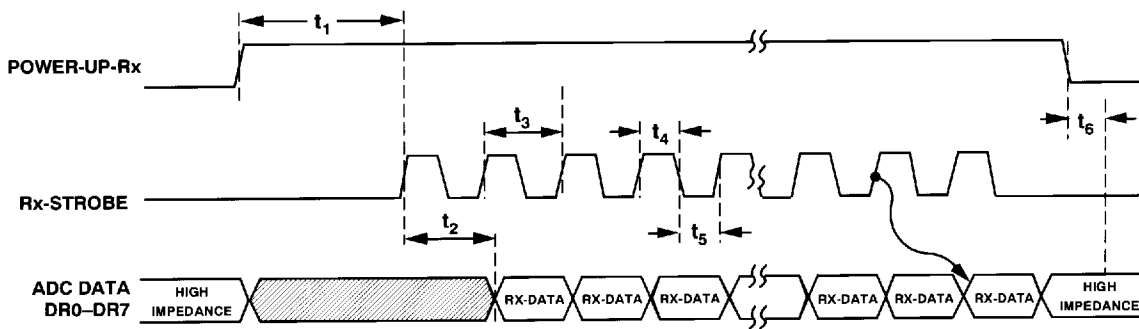 t1
POWER-UP-Rx
t3
t4
t6
Rx-STROBE
t2
t5
ADC DATA
DR0–DR7
HIGH
IMPEDANCE
RX-DATA
RX-DATA
RX-DATA
RX-DATA
RX-DATA
RX-DATA
HIGH
IMPEDANCE